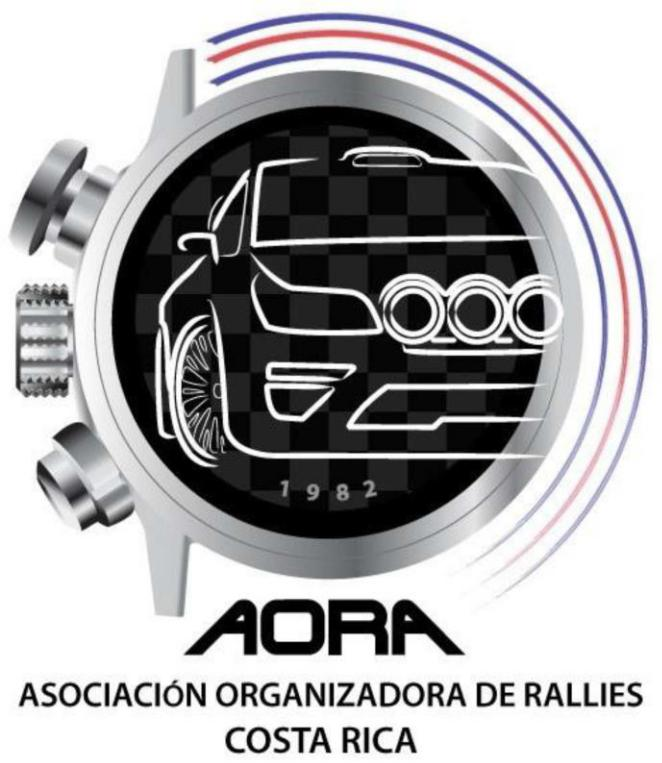 1982
AORA
ASOCIACIÓN ORGANIZADORA DE RALLIES
COSTA RICA